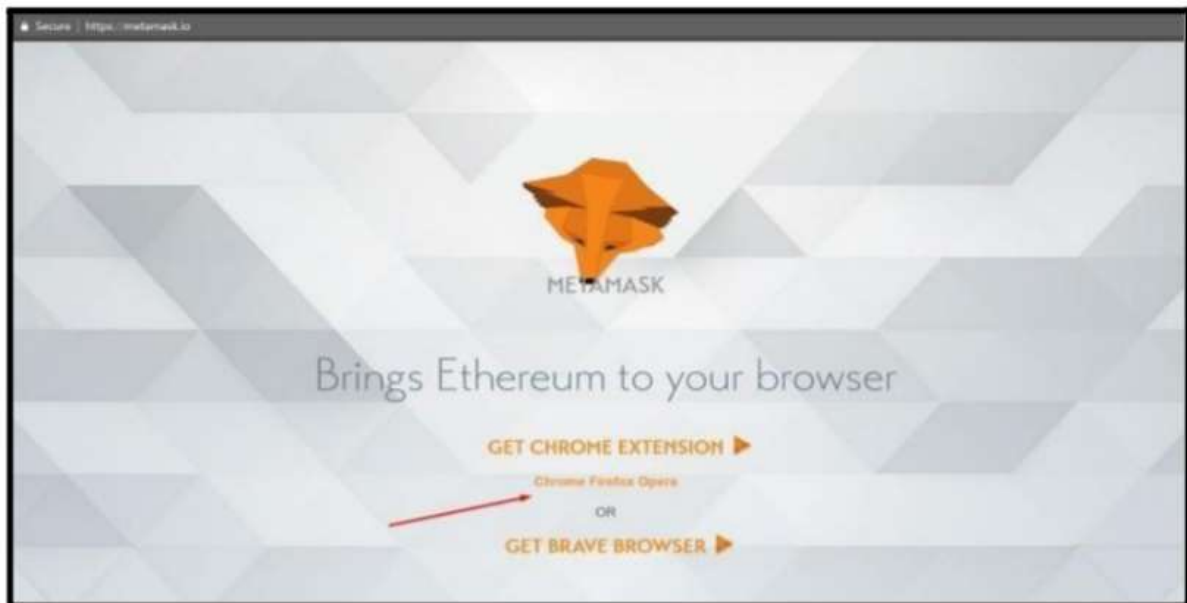 Secure | https://metamask.io
METAMASK
Brings Ethereum to your browser
GET CHROME EXTENSION
Chrome Firefox Opera
OR
GET BRAVE BROWSER